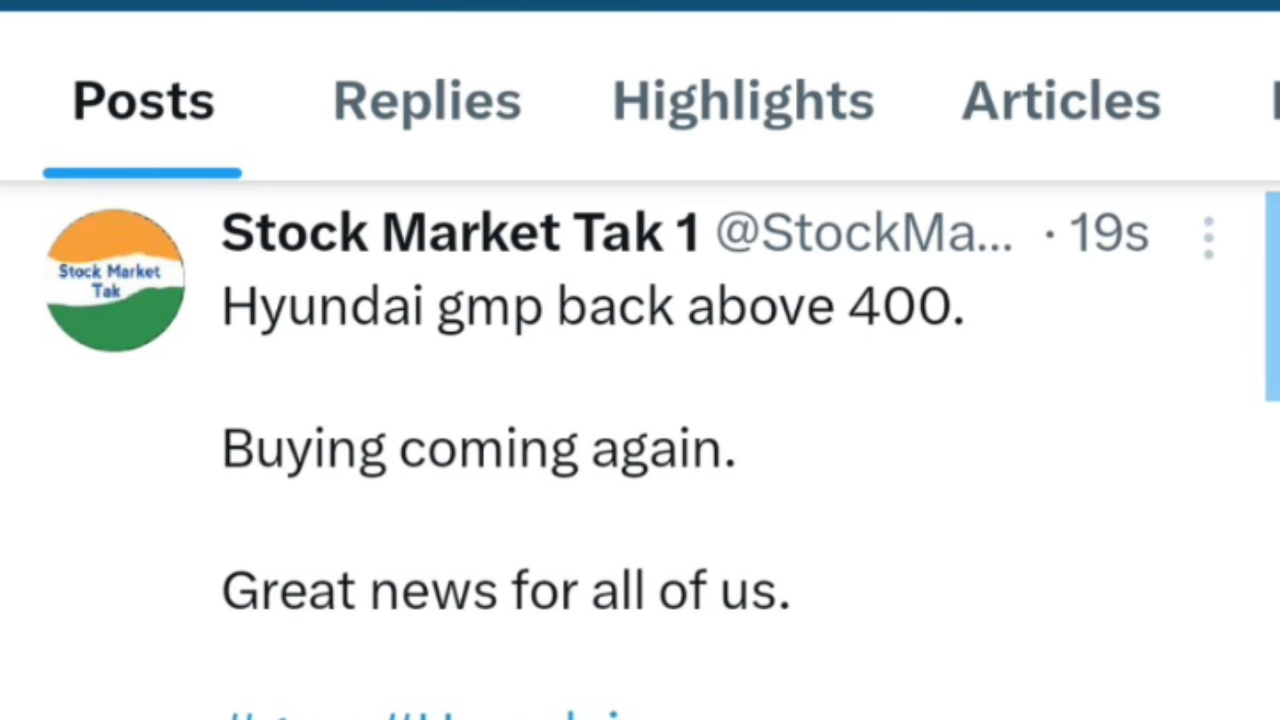 Posts Replies Highlights Articles
Stock Market Tak 1 @StockMa... · 19s
Stock Market
Tak
Hyundai gmp back above 400.
Buying coming again.
Great news for all of us.